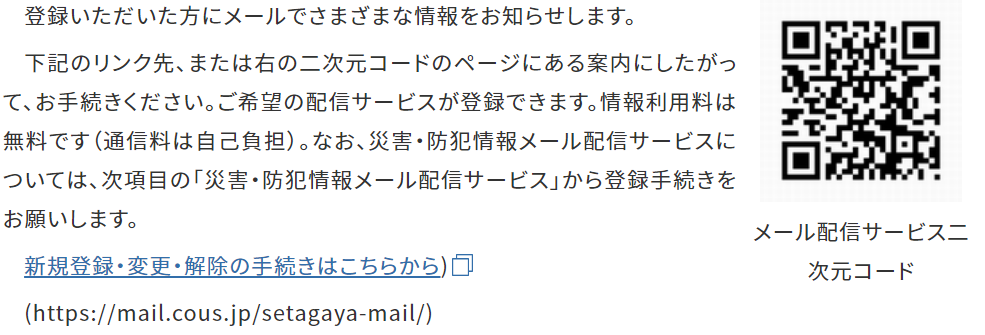 登録いただいた方にメールでさまざまな情報をお知らせします。
下記のリンク先、または右の二次元コードのページにある案内にしたがっ
て、お手続きください。ご希望の配信サービスが登録できます。情報利用料は
無料です（通信料は自己負担）。なお、災害・防犯情報メール配信サービスに
ついては、次項目の「災害・防犯情報メール配信サービス」から登録手続きを
お願いします。
新規登録・変更・解除の手続きはこちらから)
(https://mail.cous.jp/setagaya-mail/)
メール配信サービス二
次元コード